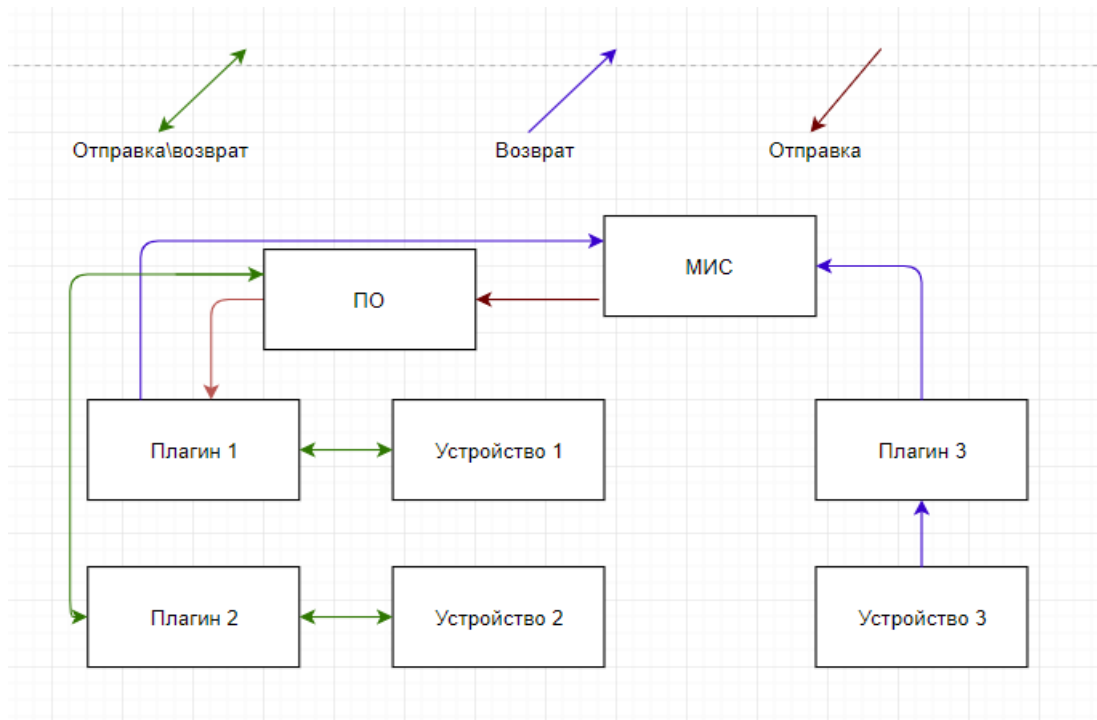 Отправка\возврат
Возврат
Отправка
МИС
ПО
Плагин 1
Устройство 1
Плагин 3
Плагин 2
Устройство 2
Устройство 3